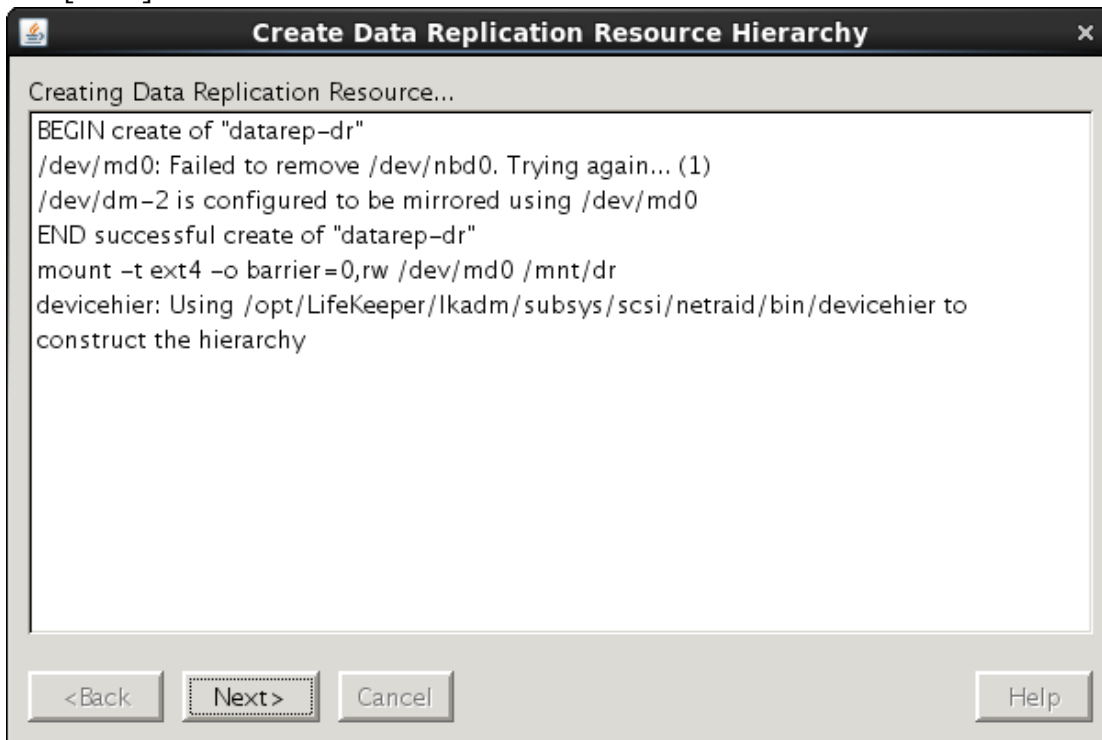 Create Data Replication Resource Hierarchy
Creating Data Replication Resource...
BEGIN create of "datarep-dr"
/dev/md0: Failed to remove /dev/nbd0. Trying again... (1)
/dev/dm-2 is configured to be mirrored using /dev/md0
END successful create of "datarep-dr"
mount -t ext4 -o barrier=0,rw /dev/md0 /mnt/dr
devicehier: Using /opt/LifeKeeper/lkadm/subsys/scsi/netraid/bin/devicehier to
construct the hierarchy
<Back Next> Cancel Help